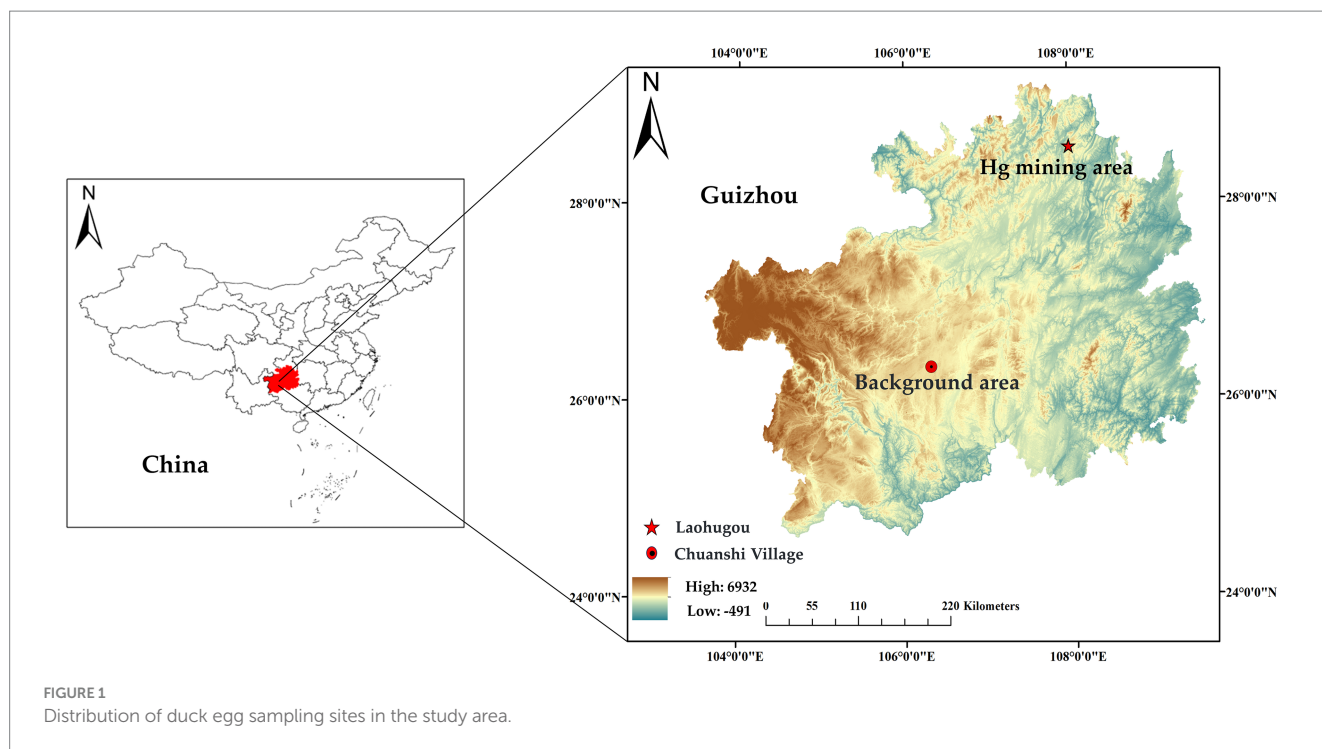 N
China
104°0'0"E
106°0'0"E
108°0'0"E
N
Hg mining area
Guizhou
28°0'0"N
28°0'0"N
Background area
26°0'0"N
26°0'0"N
Laohugou
Chuanshi Village
High: 6932
Low: -491
0 55 110 220 Kilometers
24°0'0"N
24°0'0"N
104°0'0"E
106°0'0"E
108°0'0"E
FIGURE 1
Distribution of duck egg sampling sites in the study area.